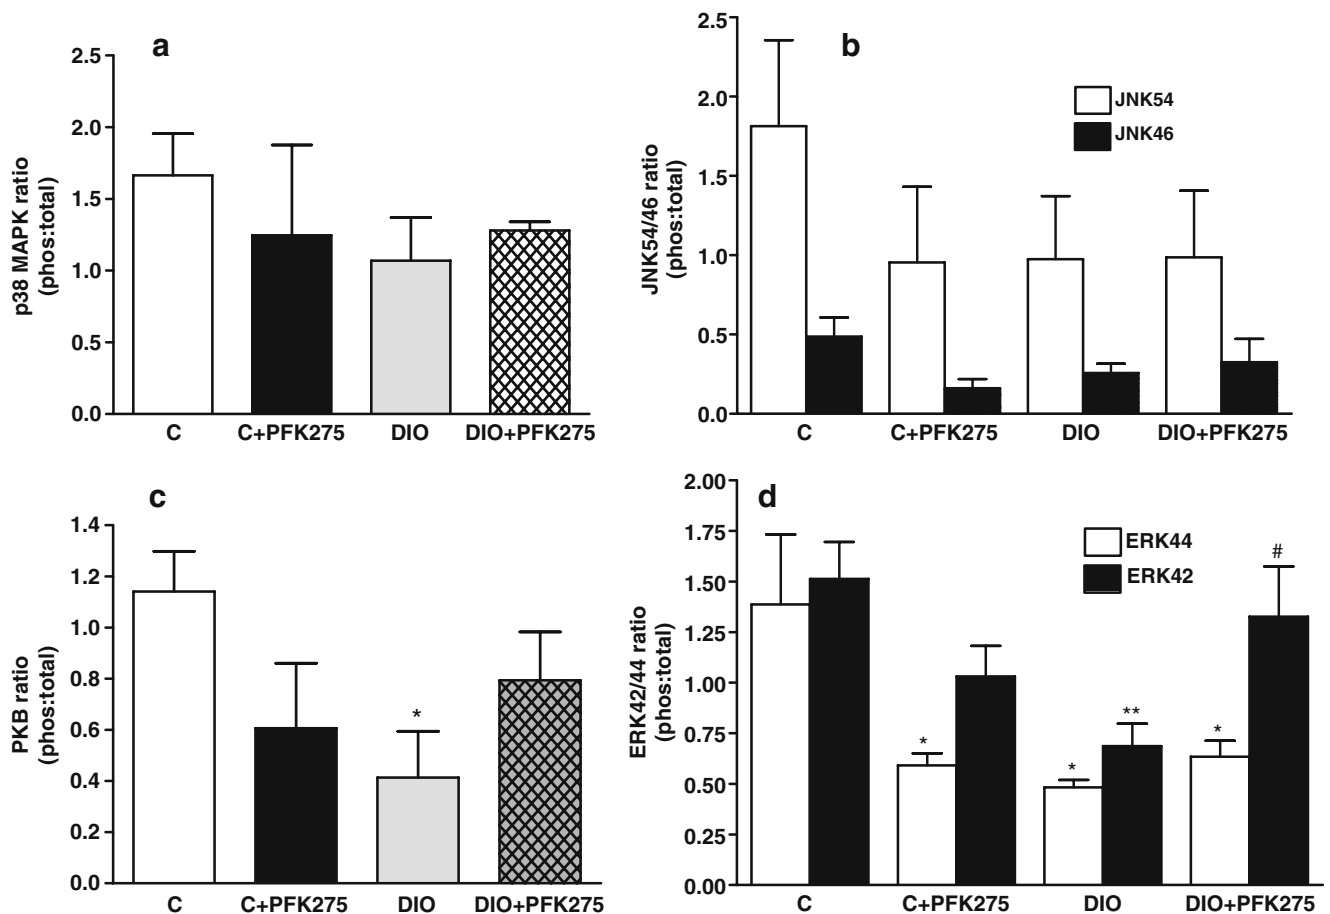 a
2.5
2.0
1.5
1.0
0.5
0.0
p38 MAPK ratio
(phos:total)
C
C+PFK275
DIO
DIO+PFK275
b
2.5
2.0
1.5
1.0
0.5
0.0
JNK54/46 ratio
(phos:total)
JNK54
JNK46
C
C+PFK275
DIO
DIO+PFK275
c
1.4
1.2
1.0
0.8
0.6
0.4
0.2
0.0
PKB ratio
(phos:total)
*
C
C+PFK275
DIO
DIO+PFK275
d
2.00
1.75
1.50
1.25
1.00
0.75
0.50
0.25
0.00
ERK42/44 ratio
(phos:total)
ERK44
ERK42
*
*
**
*
#
C
C+PFK275
DIO
DIO+PFK275